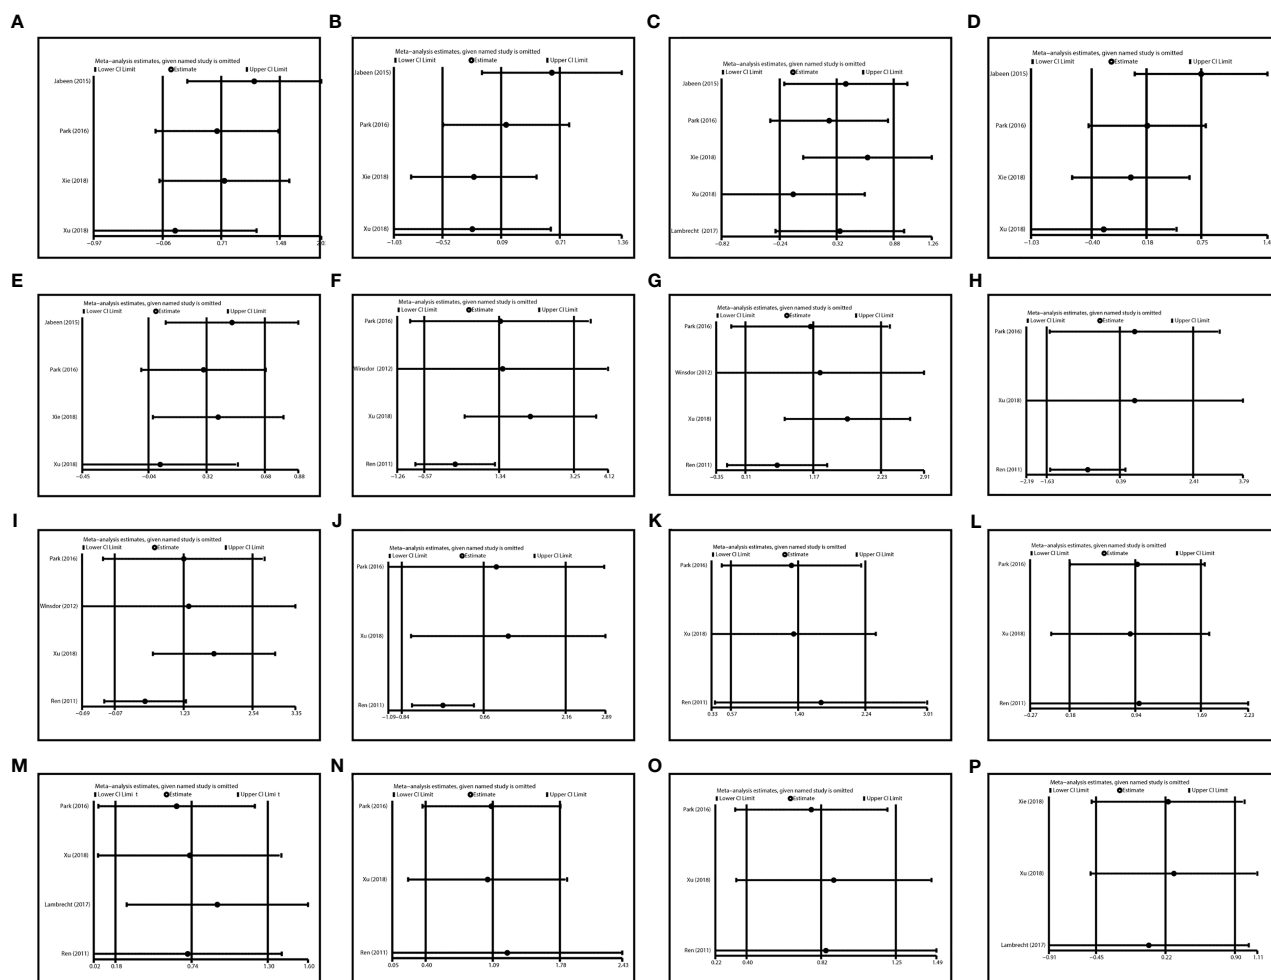 A
Meta-analysis estimates, given named study is omitted
Lower CI Limit Estimate Upper CI Limit
Jabeen (2015)
Park (2016)
Xie (2018)
Xu (2018)
-0.97 -0.06 0.71 1.48
B
Meta-analysis estimates, given named study is omitted
Lower CI Limit Estimate Upper CI Limit
Jabeen (2015)
Park (2016)
Xie (2018)
Xu (2018)
-1.03 -0.52 0.09 0.71 1.36
C
Meta-analysis estimates, given named study is omitted
Lower CI Limit Estimate Upper CI Limit
Jabeen (2015)
Park (2016)
Xie (2018)
Xu (2018)
Lambrecht (2017)
-0.82 -0.24 0.32 0.88 1.26
D
Meta-analysis estimates, given named study is omitted
Lower CI Limit Estimate Upper CI Limit
Jabeen (2015)
Park (2016)
Xie (2018)
Xu (2018)
-1.03 -0.40 0.18 0.75 1.4
E
Meta-analysis estimates, given named study is omitted
Lower CI Limit Estimate Upper CI Limit
Jabeen (2015)
Park (2016)
Xie (2018)
Xu (2018)
-0.45 -0.04 0.32 0.68 0.88
F
Meta-analysis estimates, given named study is omitted
Lower CI Limit Estimate Upper CI Limit
Park (2016)
Winsdor (2012)
Xu (2018)
Ren (2011)
-1.26 -0.57 1.34 3.25 4.12
G
Meta-analysis estimates, given named study is omitted
Lower CI Limit Estimate Upper CI Limit
Park (2016)
Winsdor (2012)
Xu (2018)
Ren (2011)
-0.35 0.11 1.17 2.23 2.91
H
Meta-analysis estimates, given named study is omitted
Lower CI Limit Estimate Upper CI Limit
Park (2016)
Xu (2018)
Ren (2011)
-2.19 -1.63 0.39 2.41 3.79
I
Meta-analysis estimates, given named study is omitted
Lower CI Limit Estimate Upper CI Limit
Park (2016)
Winsdor (2012)
Xu (2018)
Ren (2011)
-0.69 -0.07 1.23 2.54 3.35
J
Meta-analysis estimates, given named study is omitted
Lower CI Limit Estimate Upper CI Limit
Park (2016)
Xu (2018)
Ren (2011)
-1.09 -0.84 0.66 2.16 2.89
K
Meta-analysis estimates, given named study is omitted
Lower CI Limit Estimate Upper CI Limit
Park (2016)
Xu (2018)
Ren (2011)
0.33 0.57 1.40 2.24 3.01
L
Meta-analysis estimates, given named study is omitted
Lower CI Limit Estimate Upper CI Limit
Park (2016)
Xu (2018)
Ren (2011)
-0.27 0.18 0.94 1.69 2.23
M
Meta-analysis estimates, given named study is omitted
Lower CI Limi t Estimate Upper CI Limi t
Park (2016)
Xu (2018)
Lambrecht (2017)
Ren (2011)
0.02 0.18 0.74 1.30 1.60
N
Meta-analysis estimates, given named study is omitted
Lower CI Limit Estimate Upper CI Limit
Park (2016)
Xu (2018)
Ren (2011)
0.05 0.40 1.09 1.78 2.43
O
Meta-analysis estimates, given named study is omitted
Lower CI Limit Estimate Upper CI Limit
Park (2016)
Xu (2018)
Ren (2011)
0.22 0.40 0.82 1.25 1.49
P
Meta-analysis estimates, given named study is omitted
Lower CI Limit Estimate Upper CI Limit
Xie (2018)
Xu (2018)
Lambrecht (2017)
-0.91 -0.45 0.22 0.90 1.11